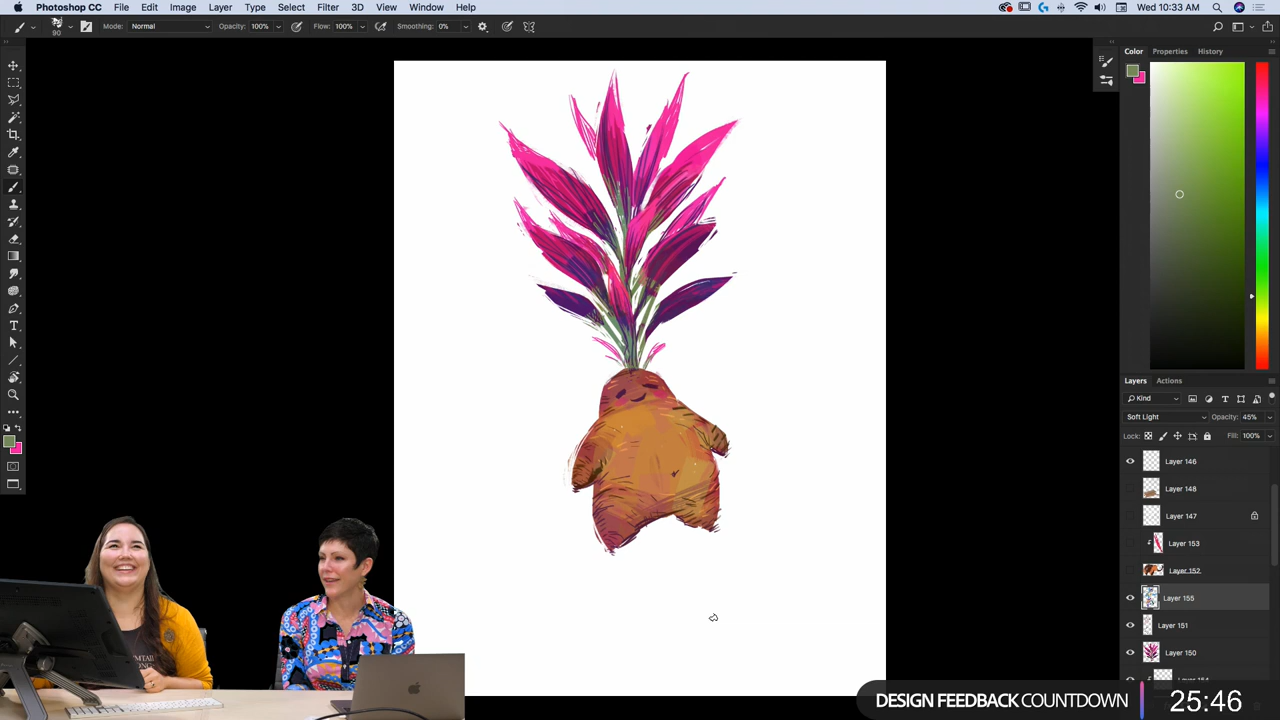 Photoshop CC File Edit Image Layer Type Select Filter 3D View Window Help Wed 10:33 AM
90 Mode: Normal Opacity: 100% Flow: 100% Smoothing: 0%
Color Properties History
Layers Actions
Kind
Soft Light Opacity: 45%
Lock: Fill: 100%
Layer 146
Layer 148
Layer 147
Layer 153
Layer 152
Layer 155
Layer 151
Layer 150
Layer 154
DESIGN FEEDBACK COUNTDOWN 25:46